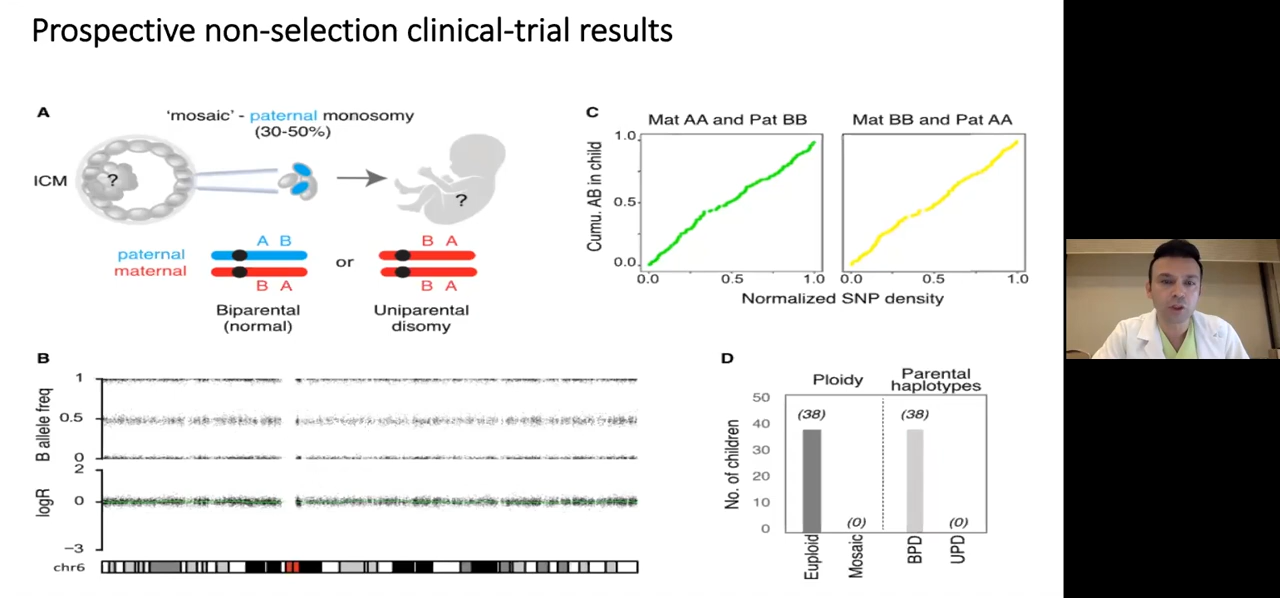 Prospective non-selection clinical-trial results
A
'mosaic' - paternal monosomy
(30-50%)
ICM
?
?
paternal
maternal
A B
B A
or
B A
B A
Biparental
(normal)
Uniparental
disomy
B
1
0.5
0
B allele freq
2
0
−3
logR
chr6
C
Mat AA and Pat BB
Mat BB and Pat AA
Cumu. AB in child
1.0
0.5
0.0
0.0 0.5 1.0
0.0 0.5 1.0
Normalized SNP density
D
Ploidy
Parental
haplotypes
No. of children
50
40
30
20
10
0
(38)
(0)
(38)
(0)
Euploid
Mosaic
BPD
UPD